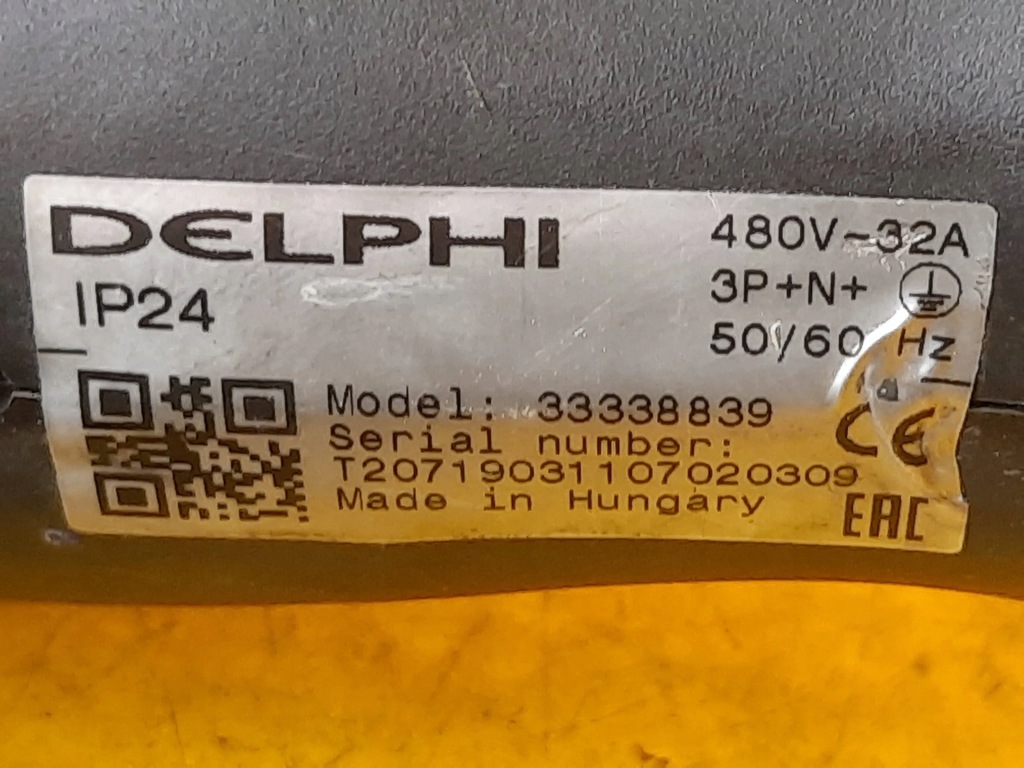 DELPHI
IP24
480V~32A
3P+N+
50/60 Hz
Model: 33338839
Serial number:
T20719031107020309
Made in Hungary
CE
EAC